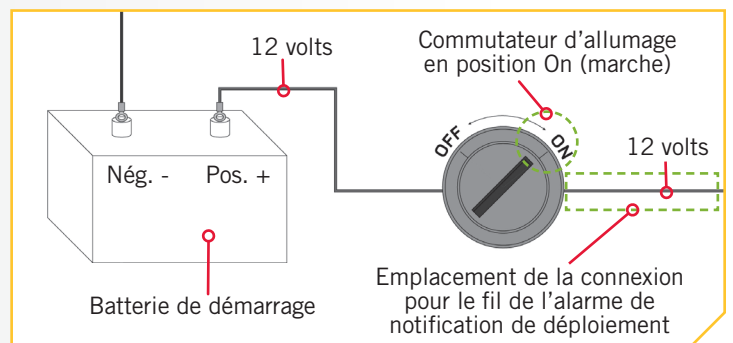 12 volts
Commutateur d’allumage
en position On (marche)
OFF
ON
12 volts
Nég. -
Pos. +
Batterie de démarrage
Emplacement de la connexion
pour le fil de l’alarme de
notification de déploiement